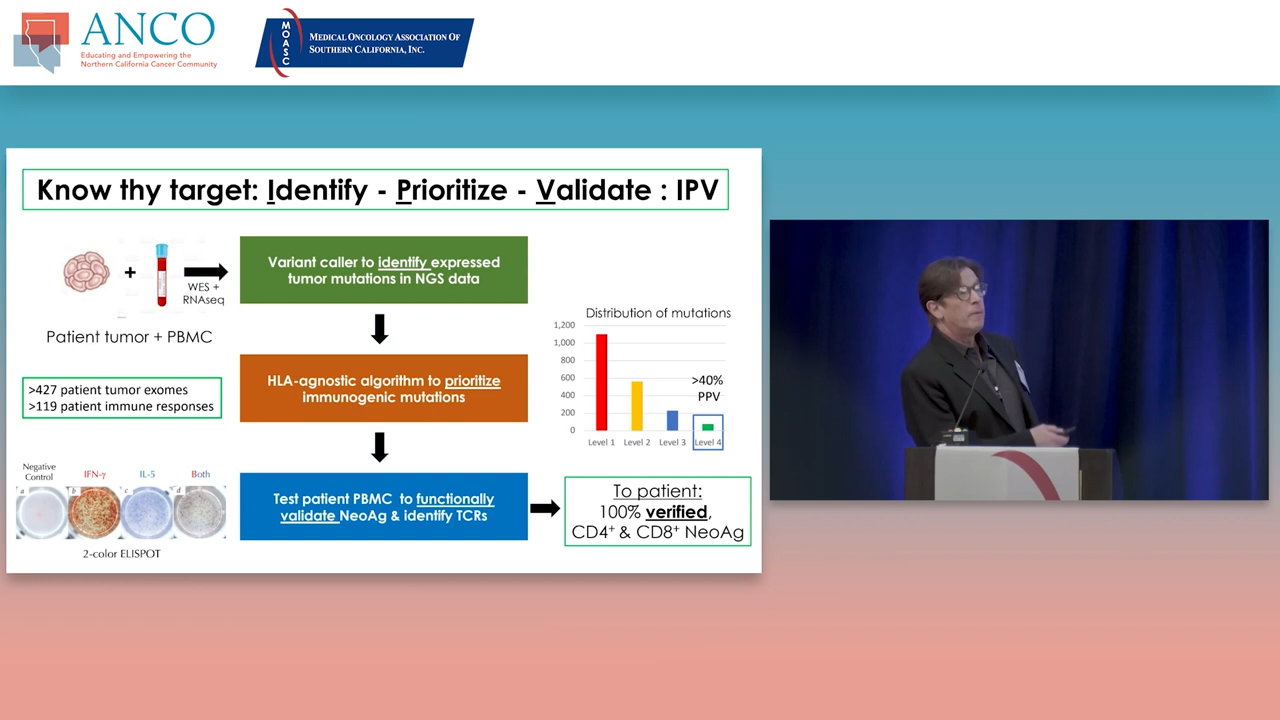 ANCO
Educating and Empowering the
Northern California Cancer Community
MOASC
MEDICAL ONCOLOGY ASSOCIATION OF
SOUTHERN CALIFORNIA, INC.
Know thy target: Identify - Prioritize - Validate : IPV
+
WES +
RNAseq
Patient tumor + PBMC
Variant caller to identify expressed
tumor mutations in NGS data
HLA-agnostic algorithm to prioritize
immunogenic mutations
>427 patient tumor exomes
>119 patient immune responses
Distribution of mutations
1,200
1,000
800
600
400
200
0
>40%
PPV
Level 1 Level 2 Level 3 Level 4
Negative
Control
IFN-γ IL-5 Both
a b c d
2-color ELISPOT
Test patient PBMC to functionally
validate NeoAg & identify TCRs
To patient:
100% verified,
CD4⁺ & CD8⁺ NeoAg